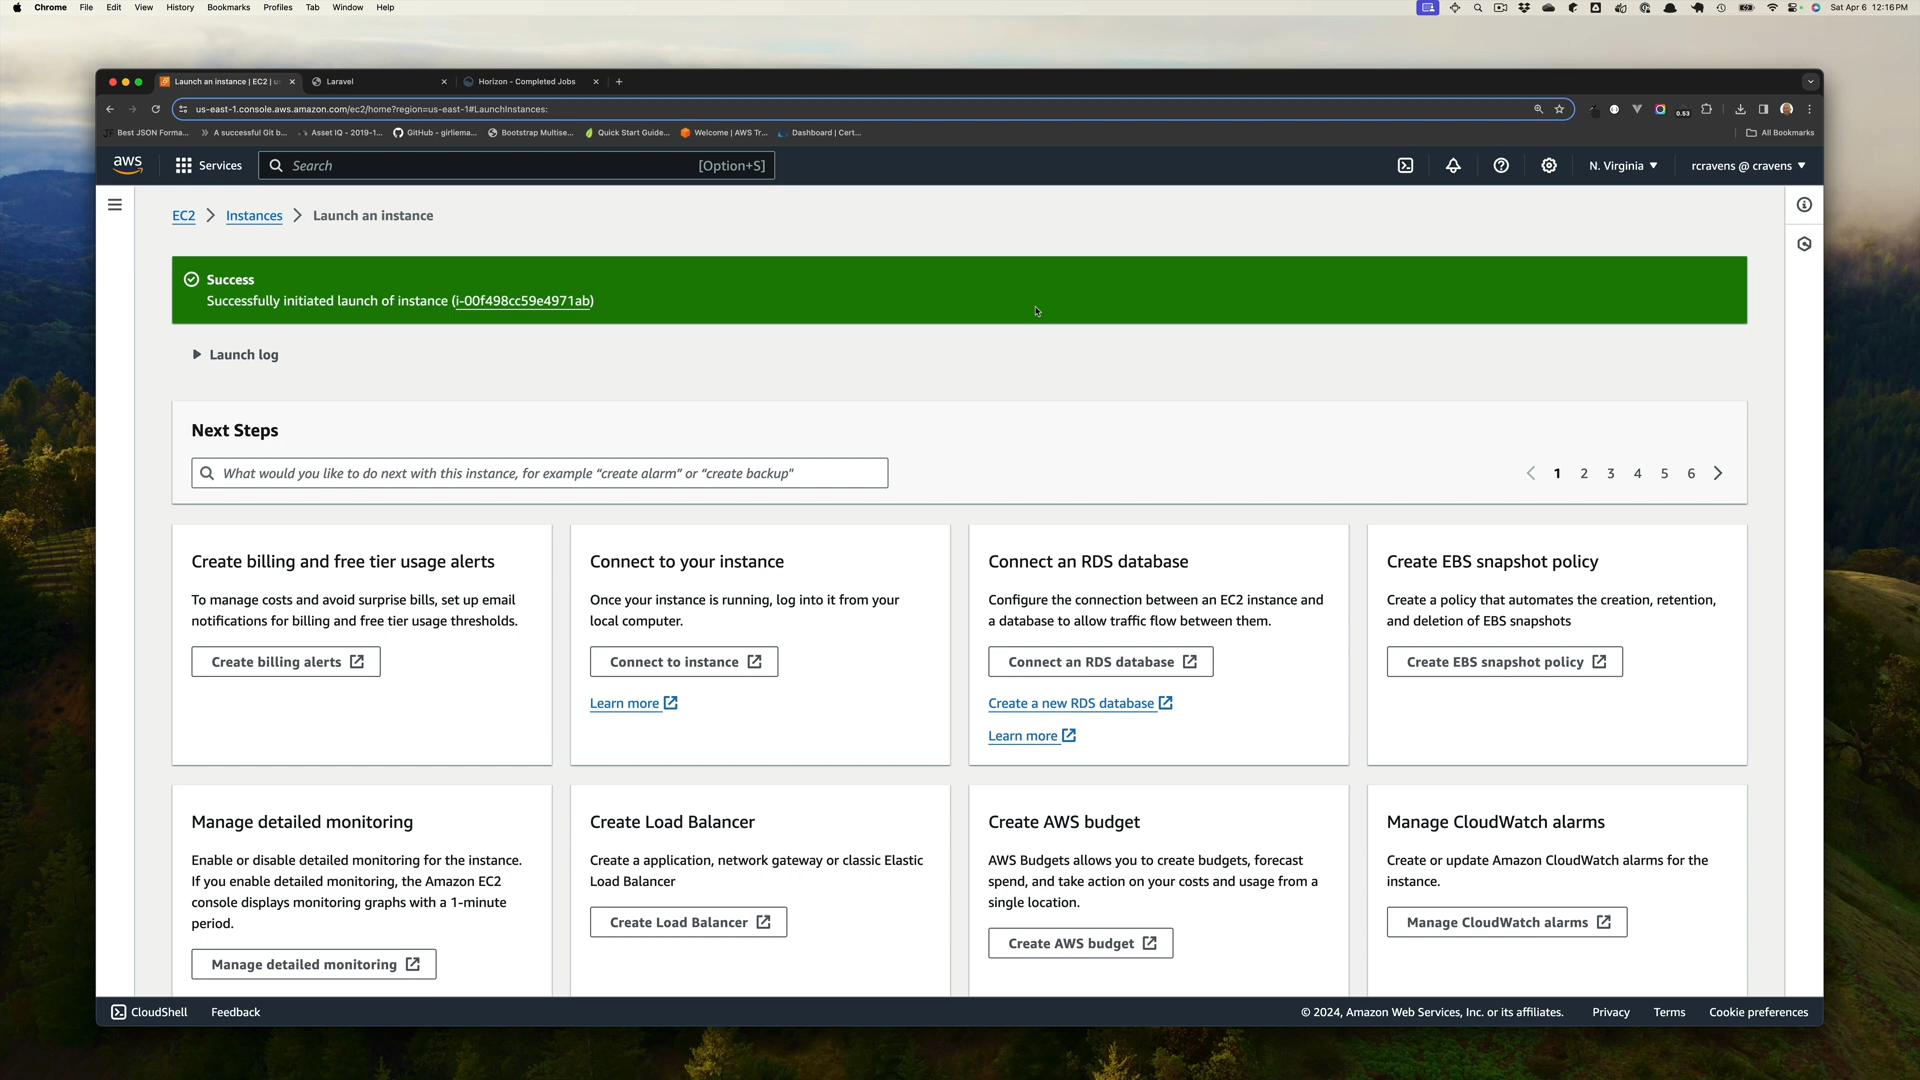 Chrome File Edit View History Bookmarks Profiles Tab Window Help
Sat Apr 6 12:16 PM
Launch an instance | EC2 | us
Laravel
Horizon - Completed Jobs
us-east-1.console.aws.amazon.com/ec2/home?region=us-east-1#LaunchInstances:
0.53
Best JSON Forma...
A successful Git b...
Asset IQ - 2019-1...
GitHub - girliema...
Bootstrap Multise...
Quick Start Guide...
Welcome | AWS Tr...
Dashboard | Cert...
All Bookmarks
aws
Services
Search
[Option+S]
N. Virginia
rcravens @ cravens
EC2
Instances
Launch an instance
Success
Successfully initiated launch of instance (i-00f498cc59e4971ab)
Launch log
Next Steps
What would you like to do next with this instance, for example “create alarm” or “create backup”
1 2 3 4 5 6
Create billing and free tier usage alerts
To manage costs and avoid surprise bills, set up email
notifications for billing and free tier usage thresholds.
Create billing alerts
Connect to your instance
Once your instance is running, log into it from your
local computer.
Connect to instance
Learn more
Connect an RDS database
Configure the connection between an EC2 instance and
a database to allow traffic flow between them.
Connect an RDS database
Create a new RDS database
Learn more
Create EBS snapshot policy
Create a policy that automates the creation, retention,
and deletion of EBS snapshots
Create EBS snapshot policy
Manage detailed monitoring
Enable or disable detailed monitoring for the instance.
If you enable detailed monitoring, the Amazon EC2
console displays monitoring graphs with a 1-minute
period.
Manage detailed monitoring
Create Load Balancer
Create a application, network gateway or classic Elastic
Load Balancer
Create Load Balancer
Create AWS budget
AWS Budgets allows you to create budgets, forecast
spend, and take action on your costs and usage from a
single location.
Create AWS budget
Manage CloudWatch alarms
Create or update Amazon CloudWatch alarms for the
instance.
Manage CloudWatch alarms
CloudShell
Feedback
© 2024, Amazon Web Services, Inc. or its affiliates.
Privacy
Terms
Cookie preferences